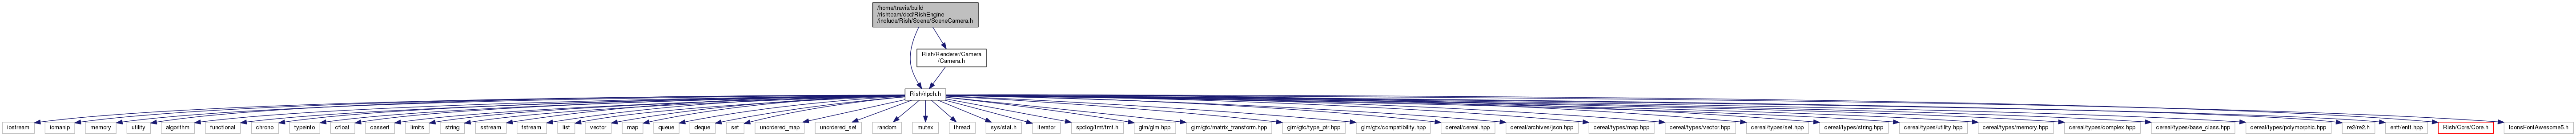 /home/travis/build
/rishteam/dod/RishEngine
/include/Rish/Scene/SceneCamera.h
Rish/Renderer/Camera
/Camera.h
Rish/rlpch.h
iostream
iomanip
memory
utility
algorithm
functional
chrono
typeinfo
cfloat
cassert
limits
string
sstream
fstream
list
vector
map
queue
deque
set
unordered_map
unordered_set
random
mutex
thread
sys/stat.h
iterator
spdlog/fmt/fmt.h
glm/glm.hpp
glm/gtc/matrix_transform.hpp
glm/gtc/type_ptr.hpp
glm/gtx/compatibility.hpp
cereal/cereal.hpp
cereal/archives/json.hpp
cereal/types/map.hpp
cereal/types/vector.hpp
cereal/types/set.hpp
cereal/types/string.hpp
cereal/types/utility.hpp
cereal/types/memory.hpp
cereal/types/complex.hpp
cereal/types/base_class.hpp
cereal/types/polymorphic.hpp
re2/re2.h
entt/entt.hpp
Rish/Core/Core.h
IconsFontAwesome5.h